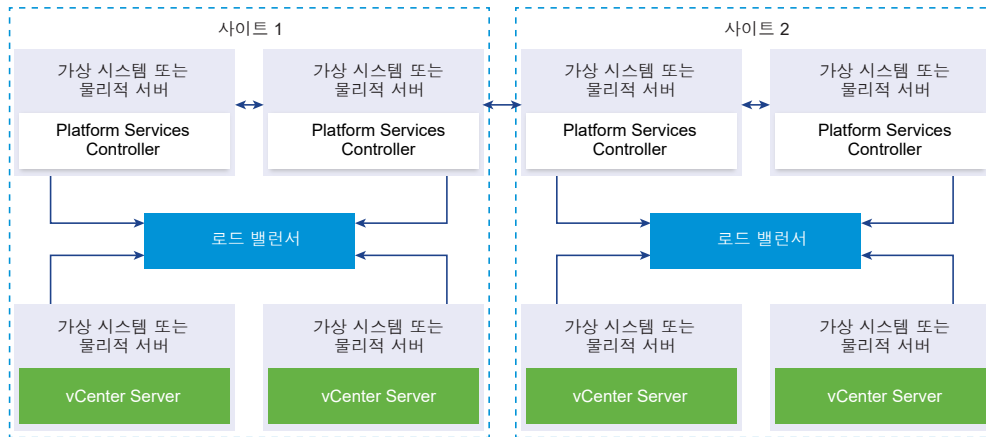 사이트 1
가상 시스템 또는
물리적 서버
Platform Services
Controller
가상 시스템 또는
물리적 서버
Platform Services
Controller
로드 밸런서
가상 시스템 또는
물리적 서버
vCenter Server
가상 시스템 또는
물리적 서버
vCenter Server
사이트 2
가상 시스템 또는
물리적 서버
Platform Services
Controller
가상 시스템 또는
물리적 서버
Platform Services
Controller
로드 밸런서
가상 시스템 또는
물리적 서버
vCenter Server
가상 시스템 또는
물리적 서버
vCenter Server